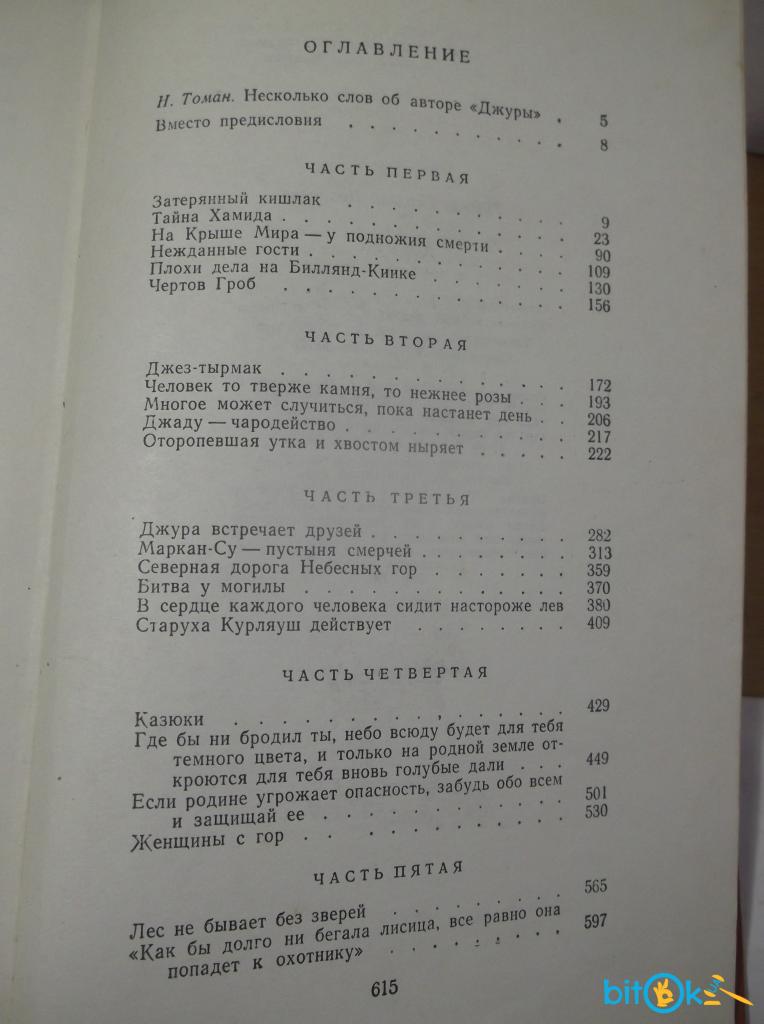 ОГЛАВЛЕНИЕ
Н. Томан. Несколько слов об авторе «Джуры» . 5
Вместо предисловия . . . . . . . . . . . 8
ЧАСТЬ ПЕРВАЯ
Затерянный кишлак . . . . . . . . . . . 9
Тайна Хамида . . . . . . . . . . . . . 23
На Крыше Мира — у подножия смерти . . . . 90
Нежданные гости . . . . . . . . . . . . 109
Плохи дела на Биллянд-Киике . . . . . . . 130
Чертов Гроб . . . . . . . . . . . . . 156
ЧАСТЬ ВТОРАЯ
Джез-тырмак . . . . . . . . . . . . . 172
Человек то тверже камня, то нежнее розы . . . 193
Многое может случиться, пока настанет день . . 206
Джаду — чародейство . . . . . . . . . . 217
Оторопевшая утка и хвостом ныряет . . . . . 222
ЧАСТЬ ТРЕТЬЯ
Джура встречает друзей . . . . . . . . . . 282
Маркан-Су — пустыня смерчей . . . . . . . . 313
Северная дорога Небесных гор . . . . . . . 359
Битва у могилы . . . . . . . . . . . . 370
В сердце каждого человека сидит настороже лев 380
Старуха Курляуш действует . . . . . . . . 409
ЧАСТЬ ЧЕТВЕРТАЯ
Казюки . . . . . . . . . . . . . . 429
Где бы ни бродил ты, небо всюду будет для тебя
темного цвета, и только на родной земле от-
кроются для тебя вновь голубые дали . . . 449
Если родине угрожает опасность, забудь обо всем
и защищай ее . . . . . . . . . . . 501
Женщины с гор . . . . . . . . . . . . 530
ЧАСТЬ ПЯТАЯ
Лес не бывает без зверей . . . . . . . . . 565
«Как бы долго ни бегала лисица, все равно она
попадет к охотнику» . . . . . . . . . 597
615
bitok.ua